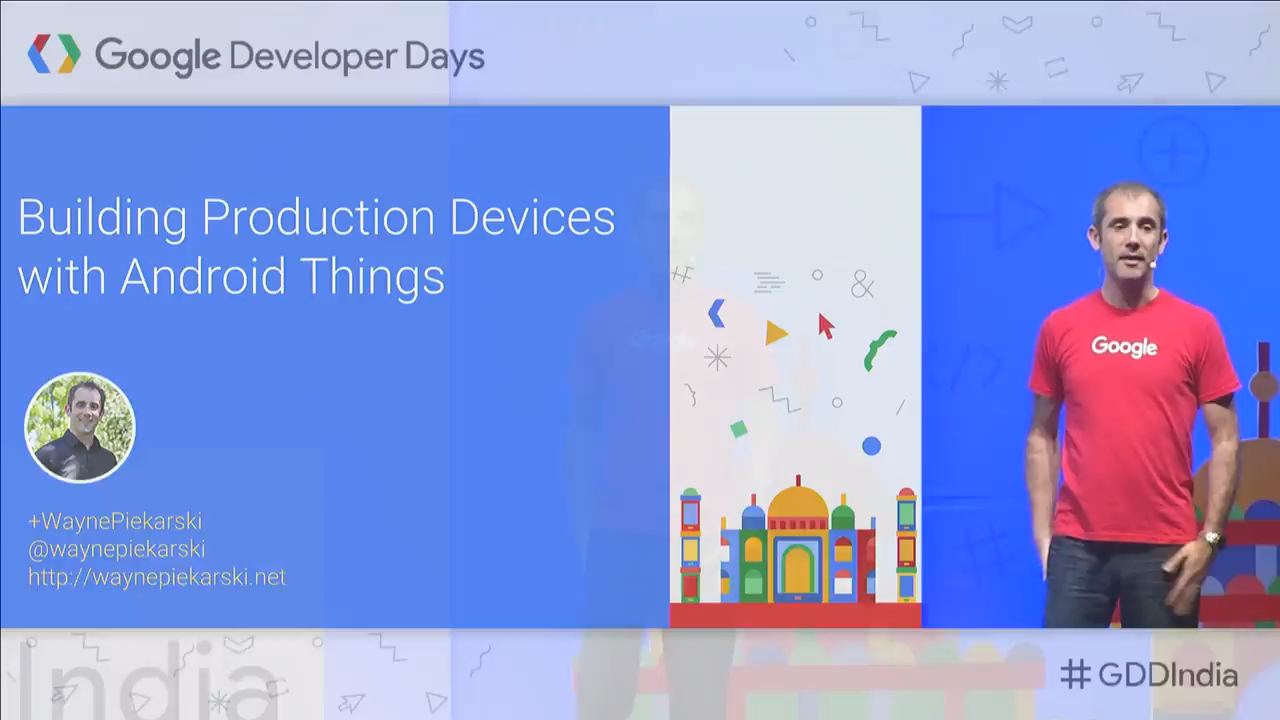 Google Developer Days
Building Production Devices
with Android Things
+WaynePiekarski
@waynepiekarski
http://waynepiekarski.net
Google
India
#GDDIndia